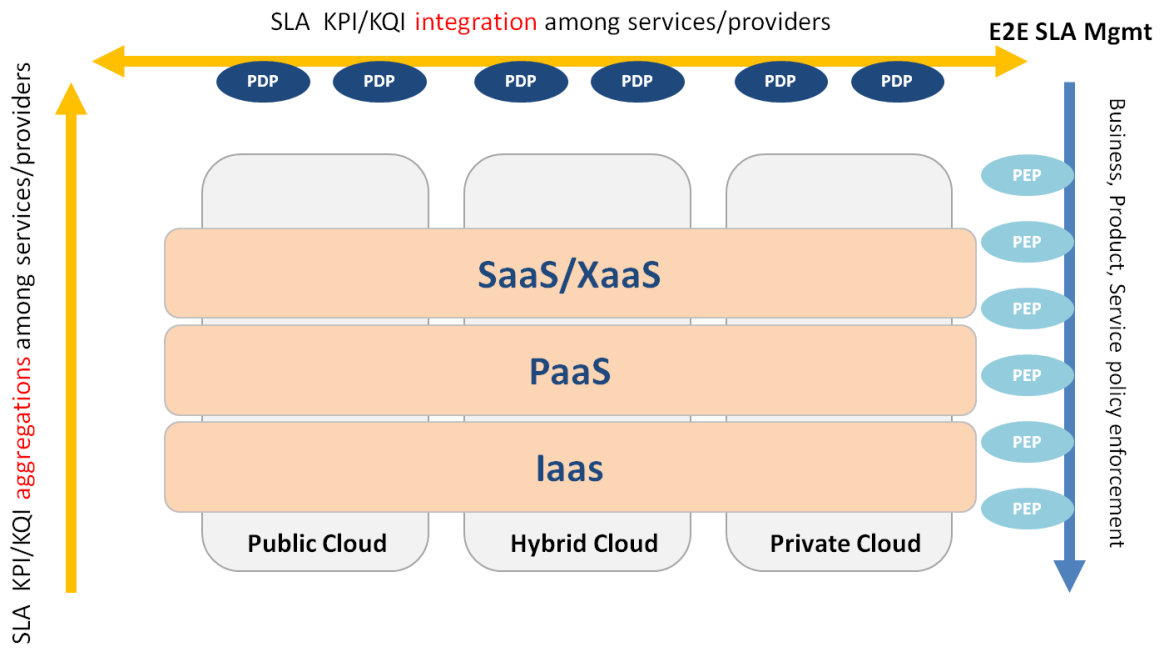 SLA KPI/KQI integration among services/providers
E2E SLA Mgmt
PDP PDP PDP PDP PDP PDP
SLA KPI/KQI aggregations among services/providers
Business, Product, Service policy enforcement
PEP
PEP
SaaS/XaaS
PEP
PaaS
PEP
PEP
Iaas
PEP
Public Cloud Hybrid Cloud Private Cloud